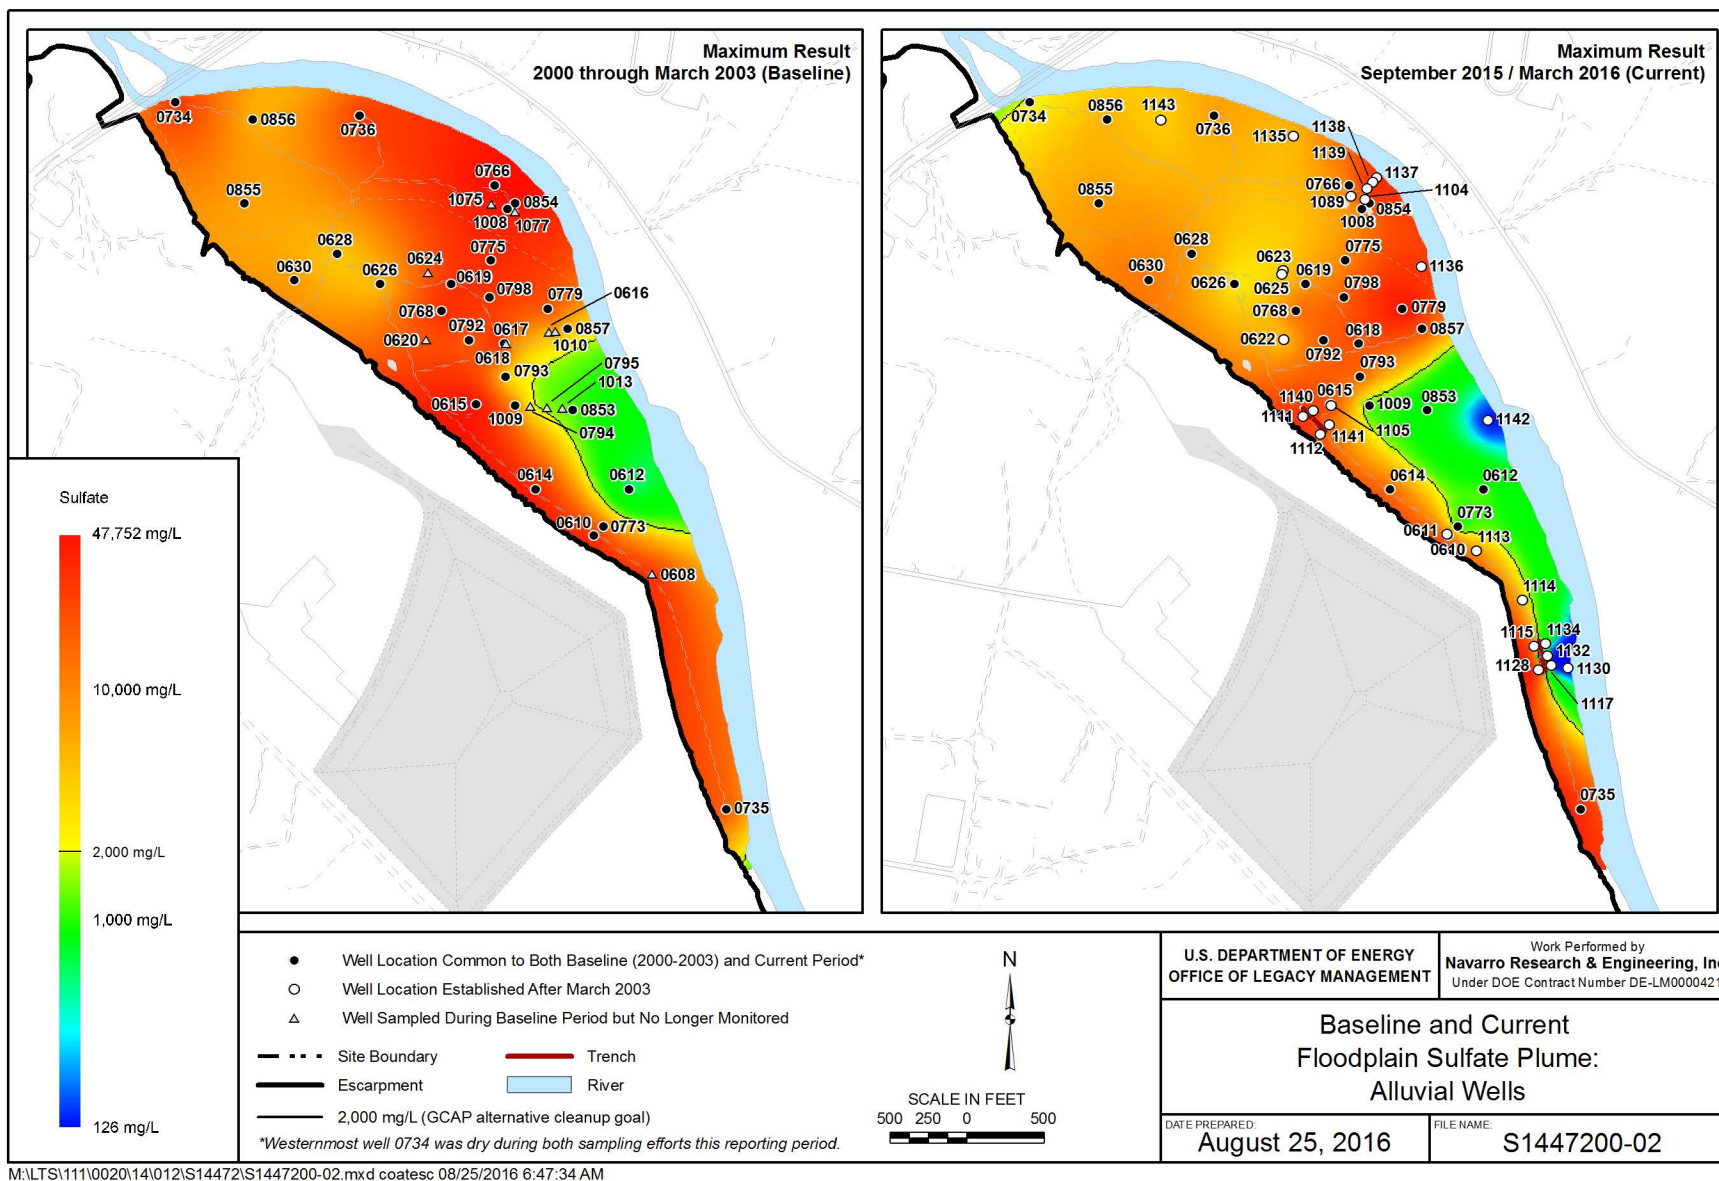 Maximum Result
2000 through March 2003 (Baseline)
0734
0856
0736
0766
0855
1075
0854
1008
1077
0628
0775
0624
0630
0626
0619
0798
0616
0779
0768
0792
0617
0857
0620
1010
0618
0795
0793
1013
0615
1009
0853
0794
0614
0612
0610
0773
0608
0735
Maximum Result
September 2015 / March 2016 (Current)
0734
0856
1143
0736
1138
1135
1139
1137
0766
1104
0855
1089
0854
1008
0628
0775
0623
1136
0630
0619
0626
0625
0798
0779
0768
0618
0857
0622
0792
0793
0615
1140
1009
0853
1111
1142
1141
1105
1112
0614
0612
0773
0611
1113
0610
1114
1134
1115
1132
1128
1130
1117
0735
Sulfate
47,752 mg/L
10,000 mg/L
2,000 mg/L
1,000 mg/L
126 mg/L
Well Location Common to Both Baseline (2000-2003) and Current Period*
Well Location Established After March 2003
Well Sampled During Baseline Period but No Longer Monitored
Site Boundary
Trench
Escarpment
River
2,000 mg/L (GCAP alternative cleanup goal)
*Westernmost well 0734 was dry during both sampling efforts this reporting period.
N
SCALE IN FEET
500 250 0 500
U.S. DEPARTMENT OF ENERGY
OFFICE OF LEGACY MANAGEMENT
Work Performed by
Navarro Research & Engineering, Inc
Under DOE Contract Number DE-LM0000421
Baseline and Current
Floodplain Sulfate Plume:
Alluvial Wells
DATE PREPARED:
August 25, 2016
FILE NAME:
S1447200-02
M:\LTS\111\0020\14\012\S14472\S1447200-02.mxd coatesc 08/25/2016 6:47:34 AM